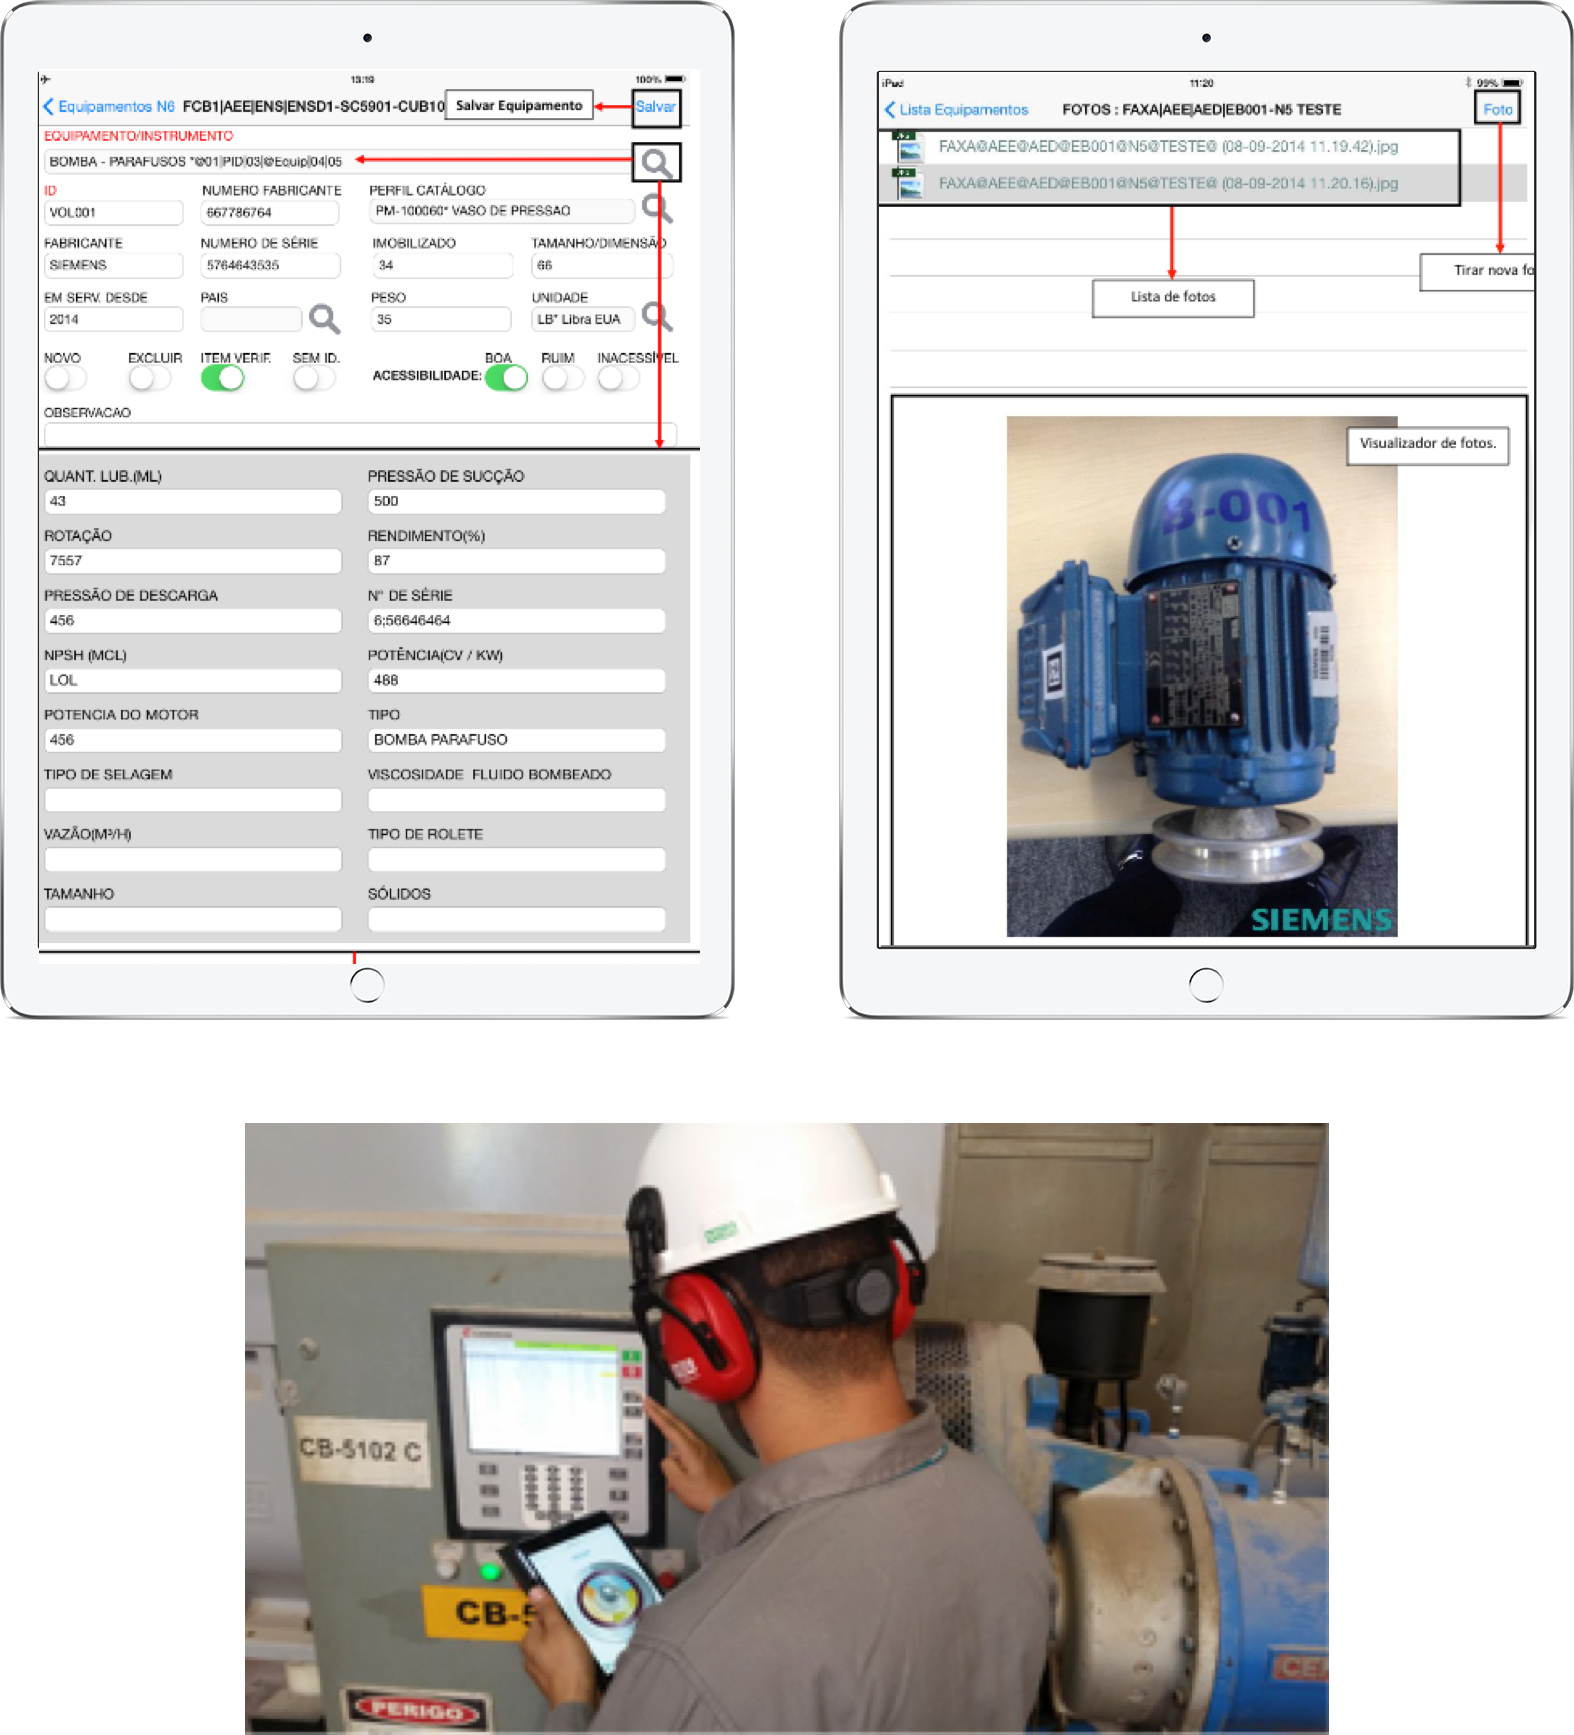 13:19
100%
Equipamentos N6 FCB1|AEE|ENS|ENSD1-SC5901-CUB10
Salvar Equipamento
Salvar
EQUIPAMENTO/INSTRUMENTO
BOMBA - PARAFUSOS *@01|PID|03|@Equip|04|05
ID
NUMERO FABRICANTE
PERFIL CATÁLOGO
VOL001
667786764
PM-100060* VASO DE PRESSAO
FABRICANTE
NUMERO DE SÉRIE
IMOBILIZADO
TAMANHO/DIMENSÃO
SIEMENS
5764643535
34
66
EM SERV. DESDE
PAIS
PESO
UNIDADE
2014
35
LB* Libra EUA
NOVO
EXCLUIR
ITEM VERIF.
SEM ID.
ACESSIBILIDADE:
BOA
RUIM
INACESSÍVEL
OBSERVACAO
QUANT. LUB.(ML)
PRESSÃO DE SUCÇÃO
43
500
ROTAÇÃO
RENDIMENTO(%)
7557
87
PRESSÃO DE DESCARGA
N° DE SÉRIE
456
6;56646464
NPSH (MCL)
POTÊNCIA(CV / KW)
LOL
488
POTENCIA DO MOTOR
TIPO
456
BOMBA PARAFUSO
TIPO DE SELAGEM
VISCOSIDADE FLUIDO BOMBEADO
VAZÃO(M³/H)
TIPO DE ROLETE
TAMANHO
SÓLIDOS
iPad
11:20
99%
Lista Equipamentos
FOTOS : FAXA|AEE|AED|EB001-N5 TESTE
Foto
FAXA@AEE@AED@EB001@N5@TESTE@ (08-09-2014 11.19.42).jpg
FAXA@AEE@AED@EB001@N5@TESTE@ (08-09-2014 11.20.16).jpg
Tirar nova fo
Lista de fotos
Visualizador de fotos.
B-001
SIEMENS
SIEMENS
CB-5102 C
CB-5
PERIGO